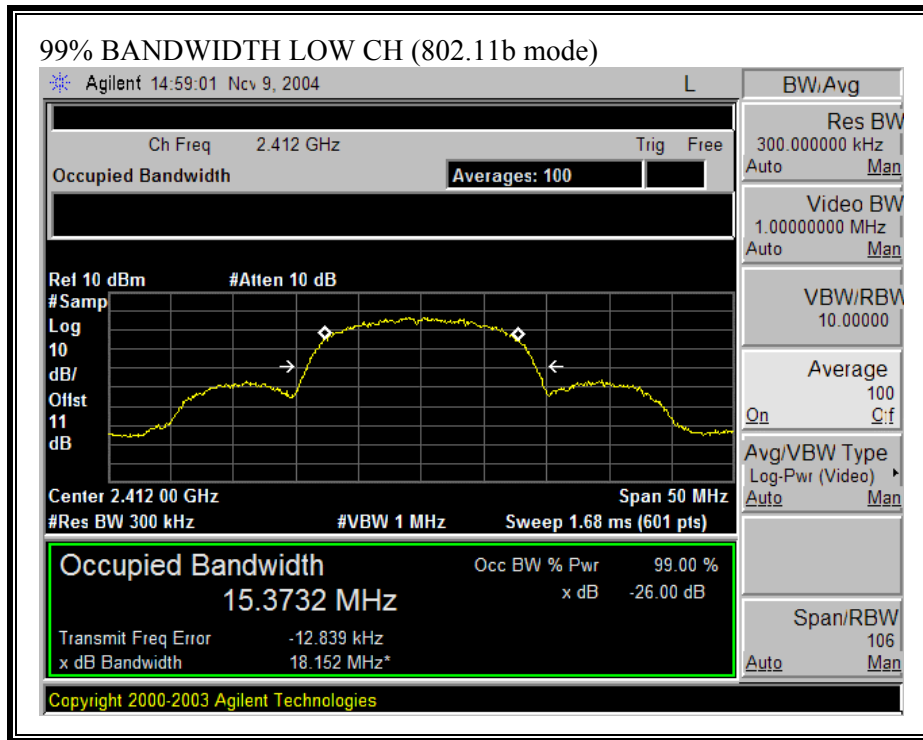 99% BANDWIDTH LOW CH (802.11b mode)
Agilent 14:59:01 Nov 9, 2004 L
BW/Avg
Ch Freq 2.412 GHz Trig Free
Occupied Bandwidth Averages: 100
Res BW
300.000000 kHz
Auto Man
Video BW
1.00000000 MHz
Auto Man
VBW/RBW
10.00000
Average
100
On Off
Avg/VBW Type
Log-Pwr (Video)
Auto Man
Span/RBW
106
Auto Man
Ref 10 dBm #Atten 10 dB
#Samp
Log
10
dB/
Offst
11
dB
Center 2.412 00 GHz Span 50 MHz
#Res BW 300 kHz #VBW 1 MHz Sweep 1.68 ms (601 pts)
Occupied Bandwidth Occ BW % Pwr 99.00 %
15.3732 MHz x dB -26.00 dB
Transmit Freq Error -12.839 kHz
x dB Bandwidth 18.152 MHz*
Copyright 2000-2003 Agilent Technologies